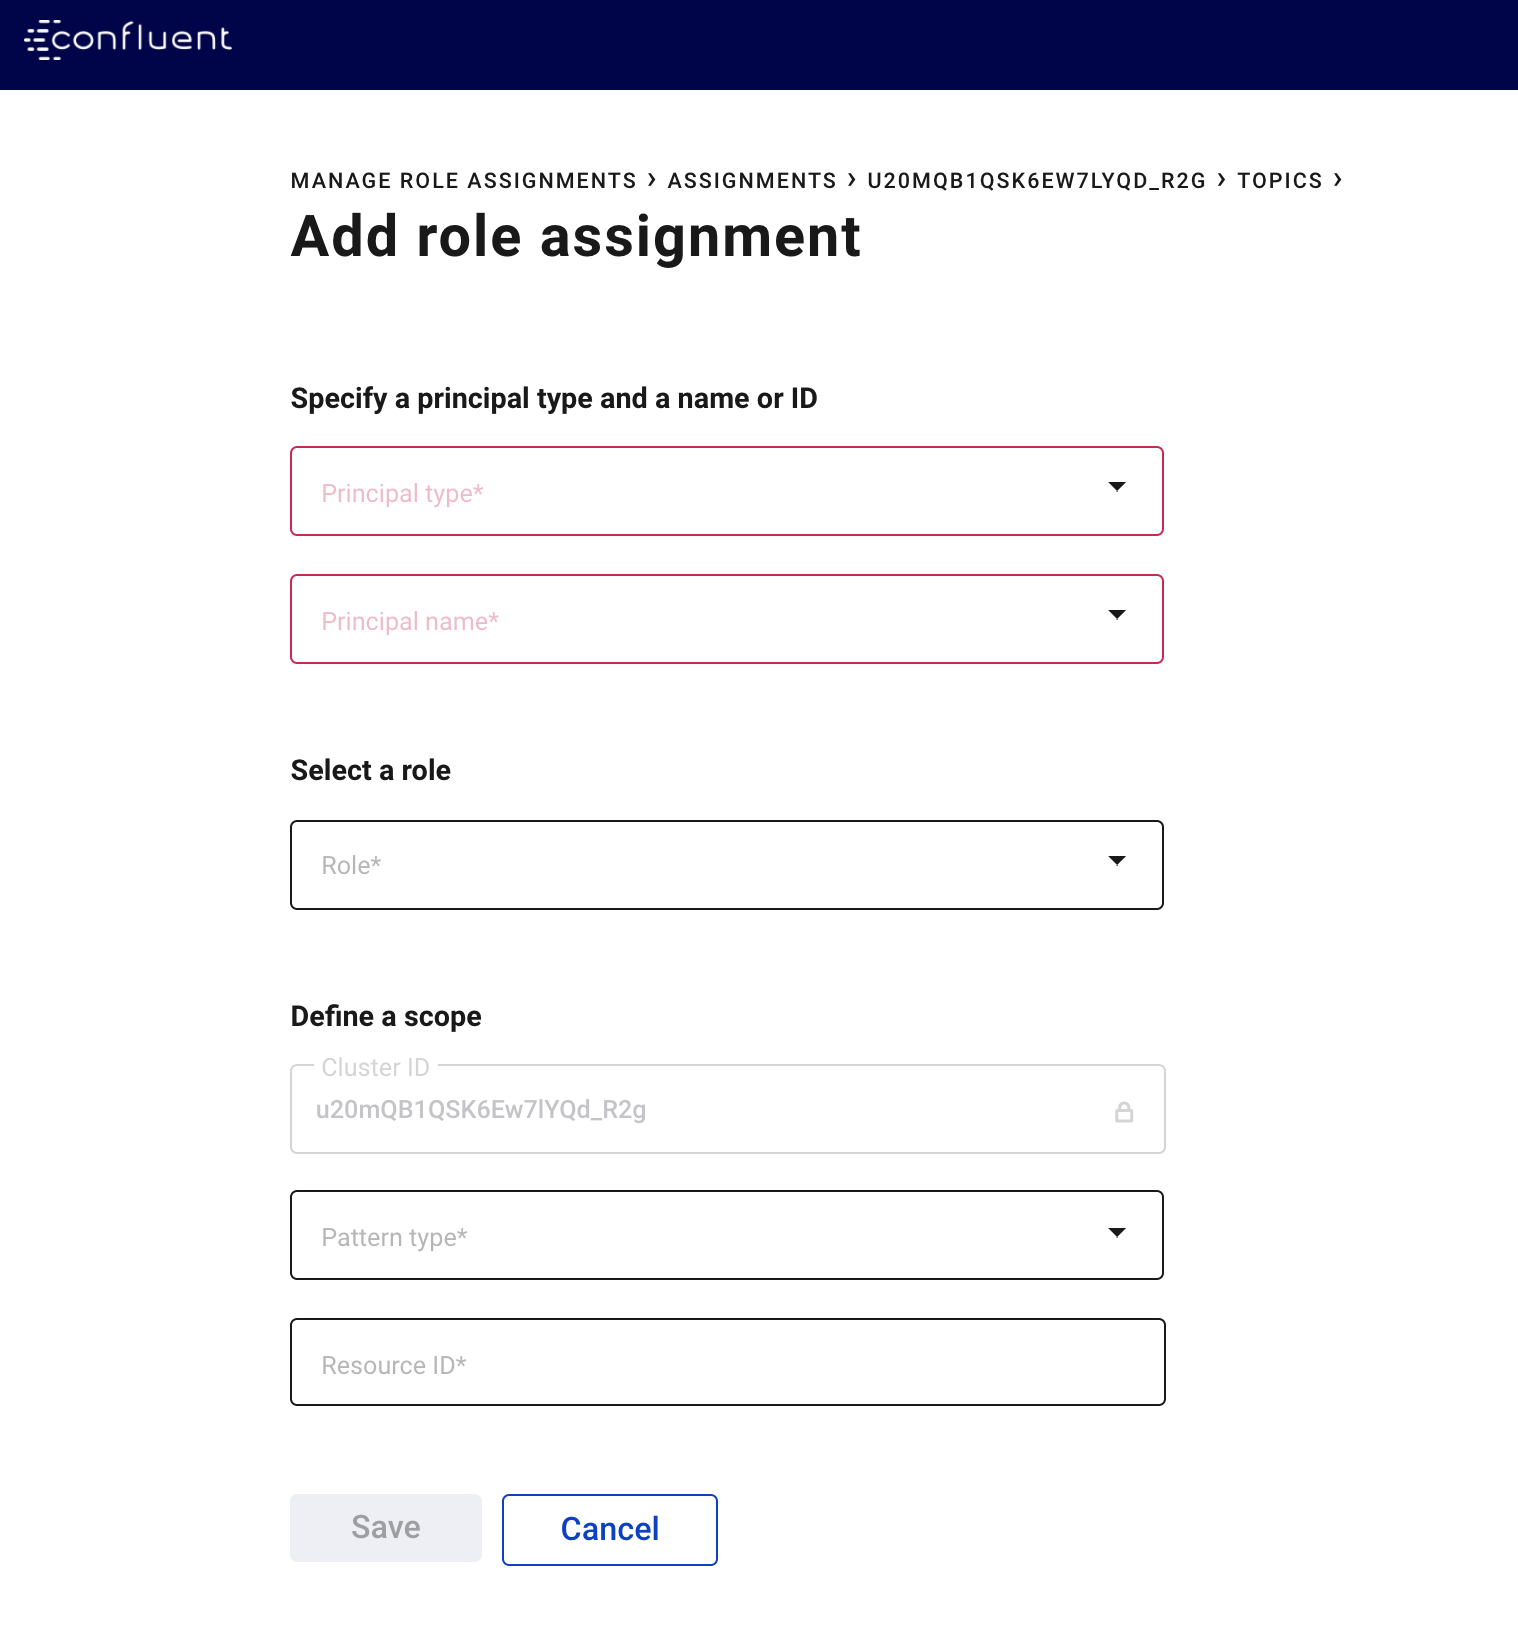 confluent
MANAGE ROLE ASSIGNMENTS › ASSIGNMENTS › U20MQB1QSK6EW7LYQD_R2G › TOPICS ›
Add role assignment
Specify a principal type and a name or ID
Principal type*
Principal name*
Select a role
Role*
Define a scope
Cluster ID
u20mQB1QSK6Ew7lYQd_R2g
Pattern type*
Resource ID*
Save Cancel